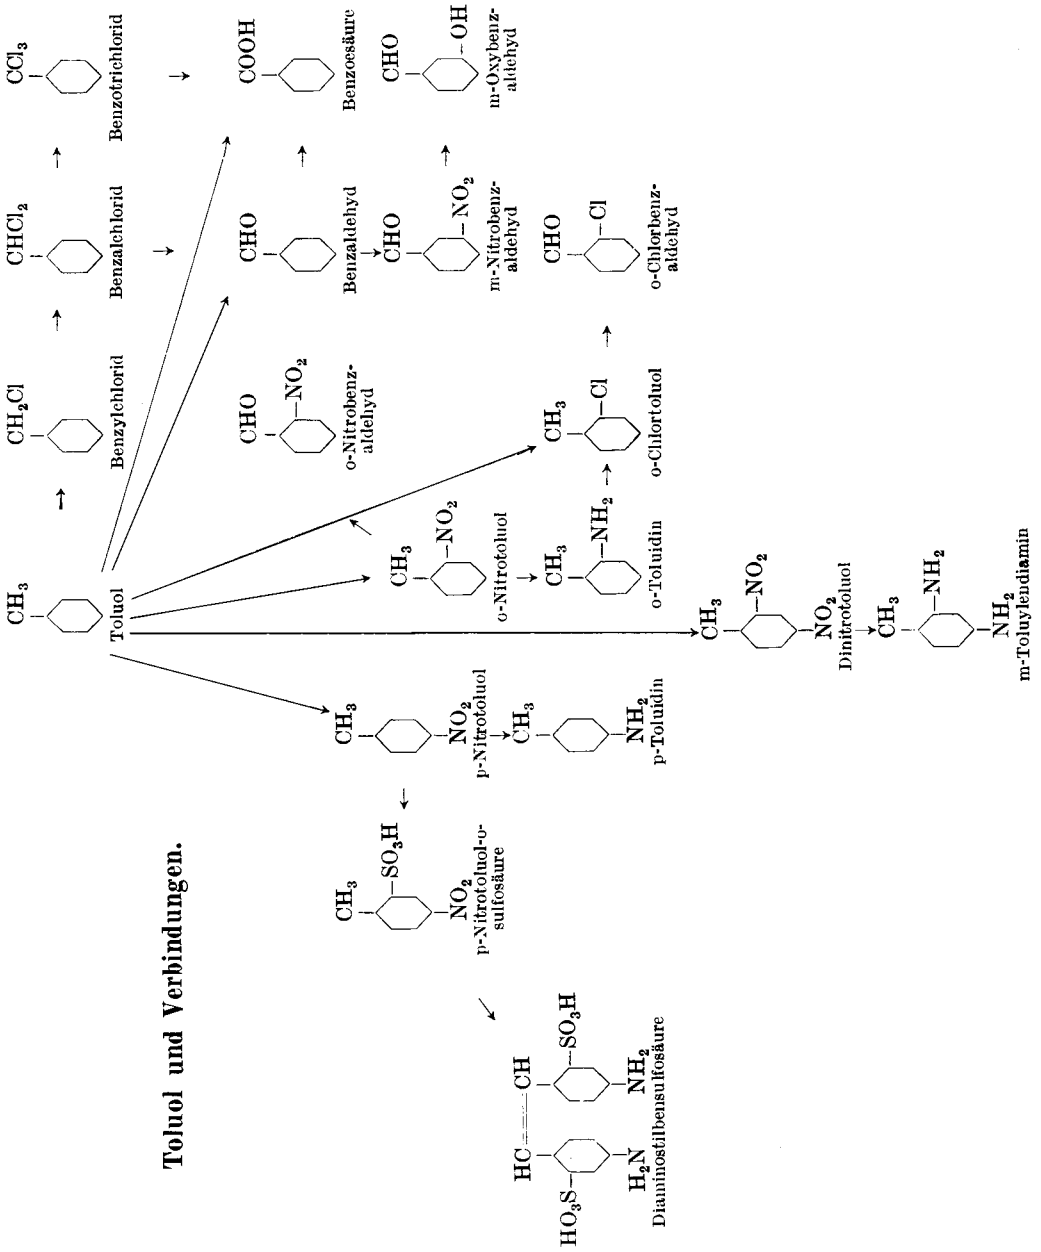 Toluol und Verbindungen.
CH3
Toluol
CH2Cl
Benzylchlorid
CHCl2
Benzalchlorid
CCl3
Benzotrichlorid
CHO
NO2
o-Nitrobenz-
aldehyd
CHO
Benzaldehyd
COOH
Benzoesäure
CH3
NO2
p-Nitrotoluol
CH3
NO2
o-Nitrotoluol
CHO
NO2
m-Nitrobenz-
aldehyd
CHO
OH
m-Oxybenz-
aldehyd
CH3
SO3H
NO2
p-Nitrotoluol-o-
sulfosäure
CH3
NH2
p-Toluidin
CH3
NH2
o-Toluidin
CH3
Cl
o-Chlortoluol
CHO
Cl
o-Chlorbenz-
aldehyd
HC CH
HO3S SO3H
H2N NH2
Diaminostilbensulfosäure
CH3
NO2
NO2
Dinitrotoluol
CH3
NH2
NH2
m-Toluylendiamin